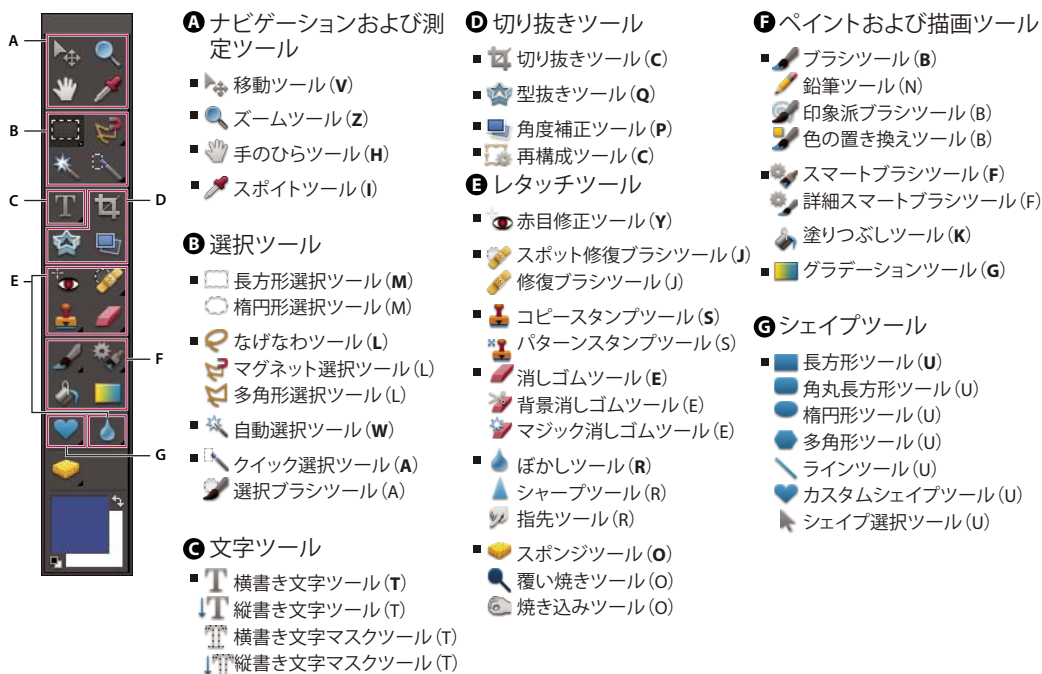 A
B
C
D
E
F
G
A ナビゲーションおよび測
定ツール
移動ツール(V)
ズームツール(Z)
手のひらツール(H)
スポイトツール(I)
B 選択ツール
長方形選択ツール(M)
楕円形選択ツール(M)
なげなわツール(L)
マグネット選択ツール(L)
多角形選択ツール(L)
自動選択ツール(W)
クイック選択ツール(A)
選択ブラシツール(A)
C 文字ツール
横書き文字ツール(T)
縦書き文字ツール(T)
横書き文字マスクツール(T)
縦書き文字マスクツール(T)
D 切り抜きツール
切り抜きツール(C)
型抜きツール(Q)
角度補正ツール(P)
再構成ツール(C)
E レタッチツール
赤目修正ツール(Y)
スポット修復ブラシツール(J)
修復ブラシツール(J)
コピースタンプツール(S)
パターンスタンプツール(S)
消しゴムツール(E)
背景消しゴムツール(E)
マジック消しゴムツール(E)
ぼかしツール(R)
シャープツール(R)
指先ツール(R)
スポンジツール(O)
覆い焼きツール(O)
焼き込みツール(O)
F ペイントおよび描画ツール
ブラシツール(B)
鉛筆ツール(N)
印象派ブラシツール(B)
色の置き換えツール(B)
スマートブラシツール(F)
詳細スマートブラシツール(F)
塗りつぶしツール(K)
グラデーションツール(G)
G シェイプツール
長方形ツール(U)
角丸長方形ツール(U)
楕円形ツール(U)
多角形ツール(U)
ラインツール(U)
カスタムシェイプツール(U)
シェイプ選択ツール(U)